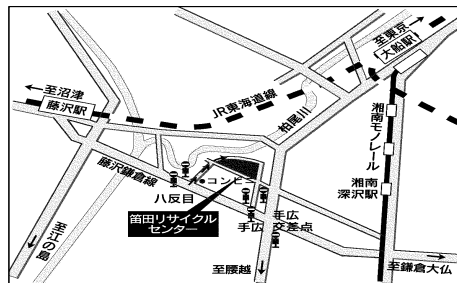 至東京
大船駅
至沼津
藤沢駅
JR東海道線
柏尾川
湘南モノレール
湘南
深沢駅
藤沢鎌倉線
コンビニ
八反目
笛田リサイクル
センター
手広
手広
交差点
至江の島
至腰越
至鎌倉大仏